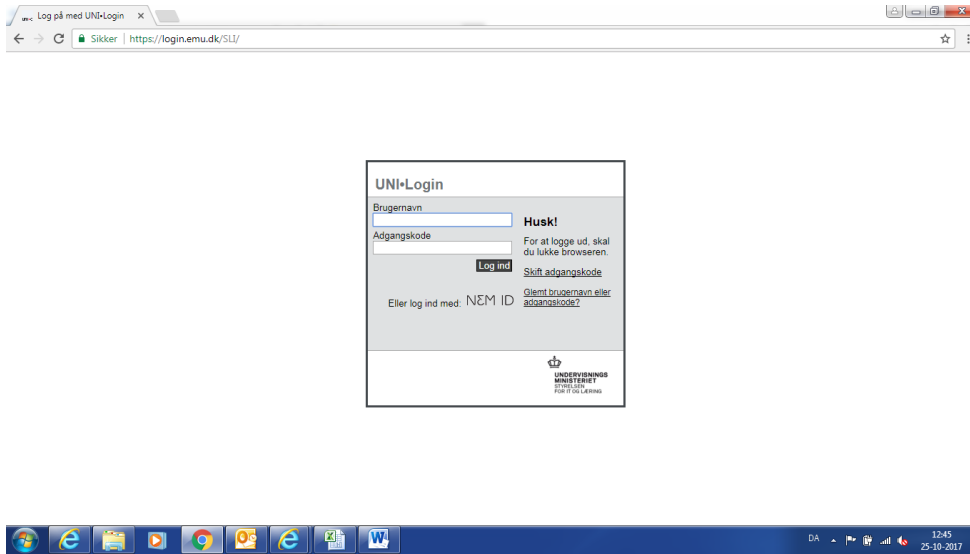 Log på med UNI•Login
Sikker | https://login.emu.dk/SLI/
UNI•Login
Brugernavn
Adgangskode
Log ind
Eller log ind med: NEM ID
Husk!
For at logge ud, skal
du lukke browseren.
Skift adgangskode
Glemt brugernavn eller
adgangskode?
UNDERVISNINGS
MINISTERIET
STYRELSEN
FOR IT OG LÆRING
DA
12:45
25-10-2017